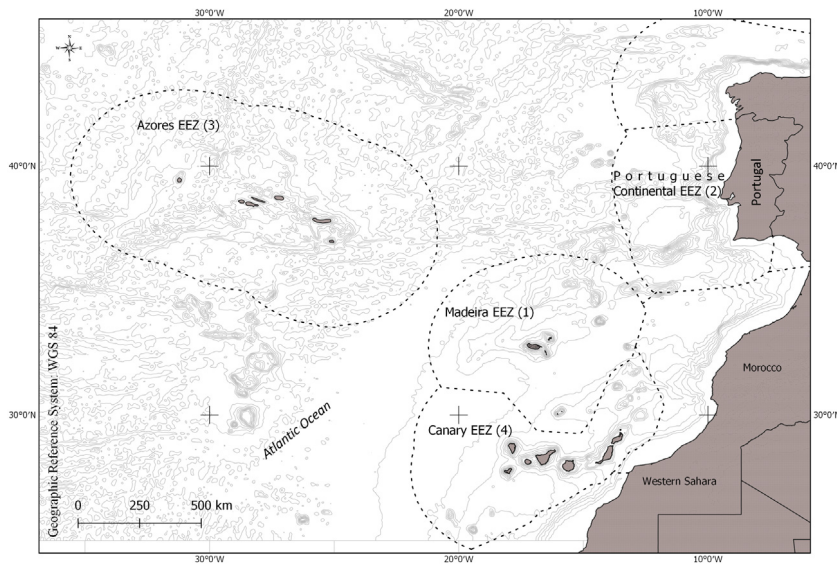 30°0'W 20°0'W 10°0'W
N
W E
S
Azores EEZ (3)
40°0'N 40°0'N
Portuguese
Continental EEZ (2)
Portugal
Madeira EEZ (1)
Morocco
Geographic Reference System: WGS 84
Atlantic Ocean
30°0'N 30°0'N
Canary EEZ (4)
Western Sahara
0 250 500 km
30°0'W 20°0'W 10°0'W